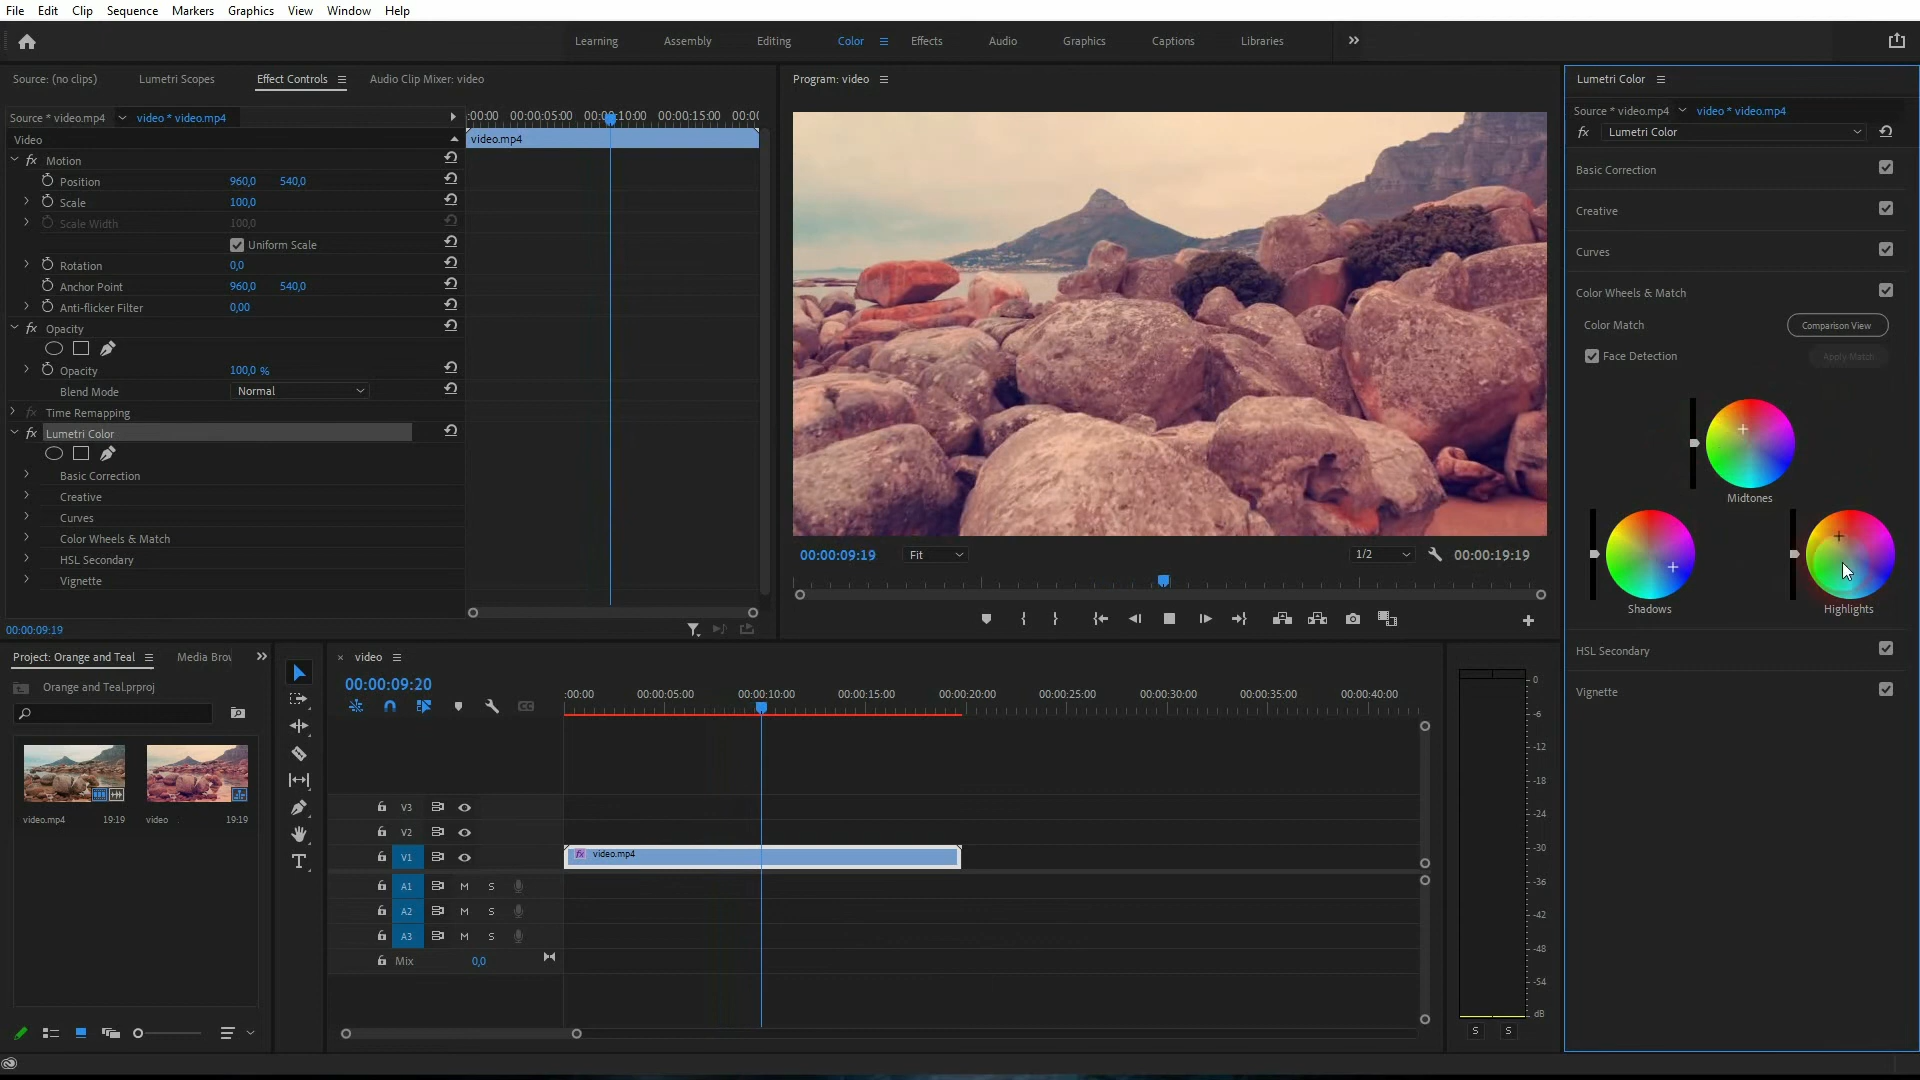 File Edit Clip Sequence Markers Graphics View Window Help
Learning Assembly Editing Color Effects Audio Graphics Captions Libraries
Source: (no clips) Lumetri Scopes Effect Controls Audio Clip Mixer: video
Source * video.mp4 video * video.mp4
:00:00 00:00:05:00 00:00:10:00 00:00:15:00 00:0
Video
video.mp4
fx Motion
Position 960,0 540,0
Scale 100,0
Scale Width 100,0
Uniform Scale
Rotation 0,0
Anchor Point 960,0 540,0
Anti-flicker Filter 0,00
fx Opacity
Opacity 100,0 %
Blend Mode Normal
fx Time Remapping
fx Lumetri Color
Basic Correction
Creative
Curves
Color Wheels & Match
HSL Secondary
Vignette
00:00:09:19
Program: video
00:00:09:19 Fit 1/2 00:00:19:19
Lumetri Color
Source * video.mp4 video * video.mp4
fx Lumetri Color
Basic Correction
Creative
Curves
Color Wheels & Match
Color Match Comparison View
Face Detection Apply Match
Midtones
Shadows Highlights
HSL Secondary
Vignette
Project: Orange and Teal Media Brov
Orange and Teal.prproj
video.mp4 19:19 video 19:19
video
00:00:09:20
:00:00 00:00:05:00 00:00:10:00 00:00:15:00 00:00:20:00 00:00:25:00 00:00:30:00 00:00:35:00 00:00:40:00
CC
T
V3
V2
V1 fx video.mp4
A1 M S
A2 M S
A3 M S
Mix 0,0
0
-6
-12
-18
-24
-30
-36
-42
-48
-54
dB
S S